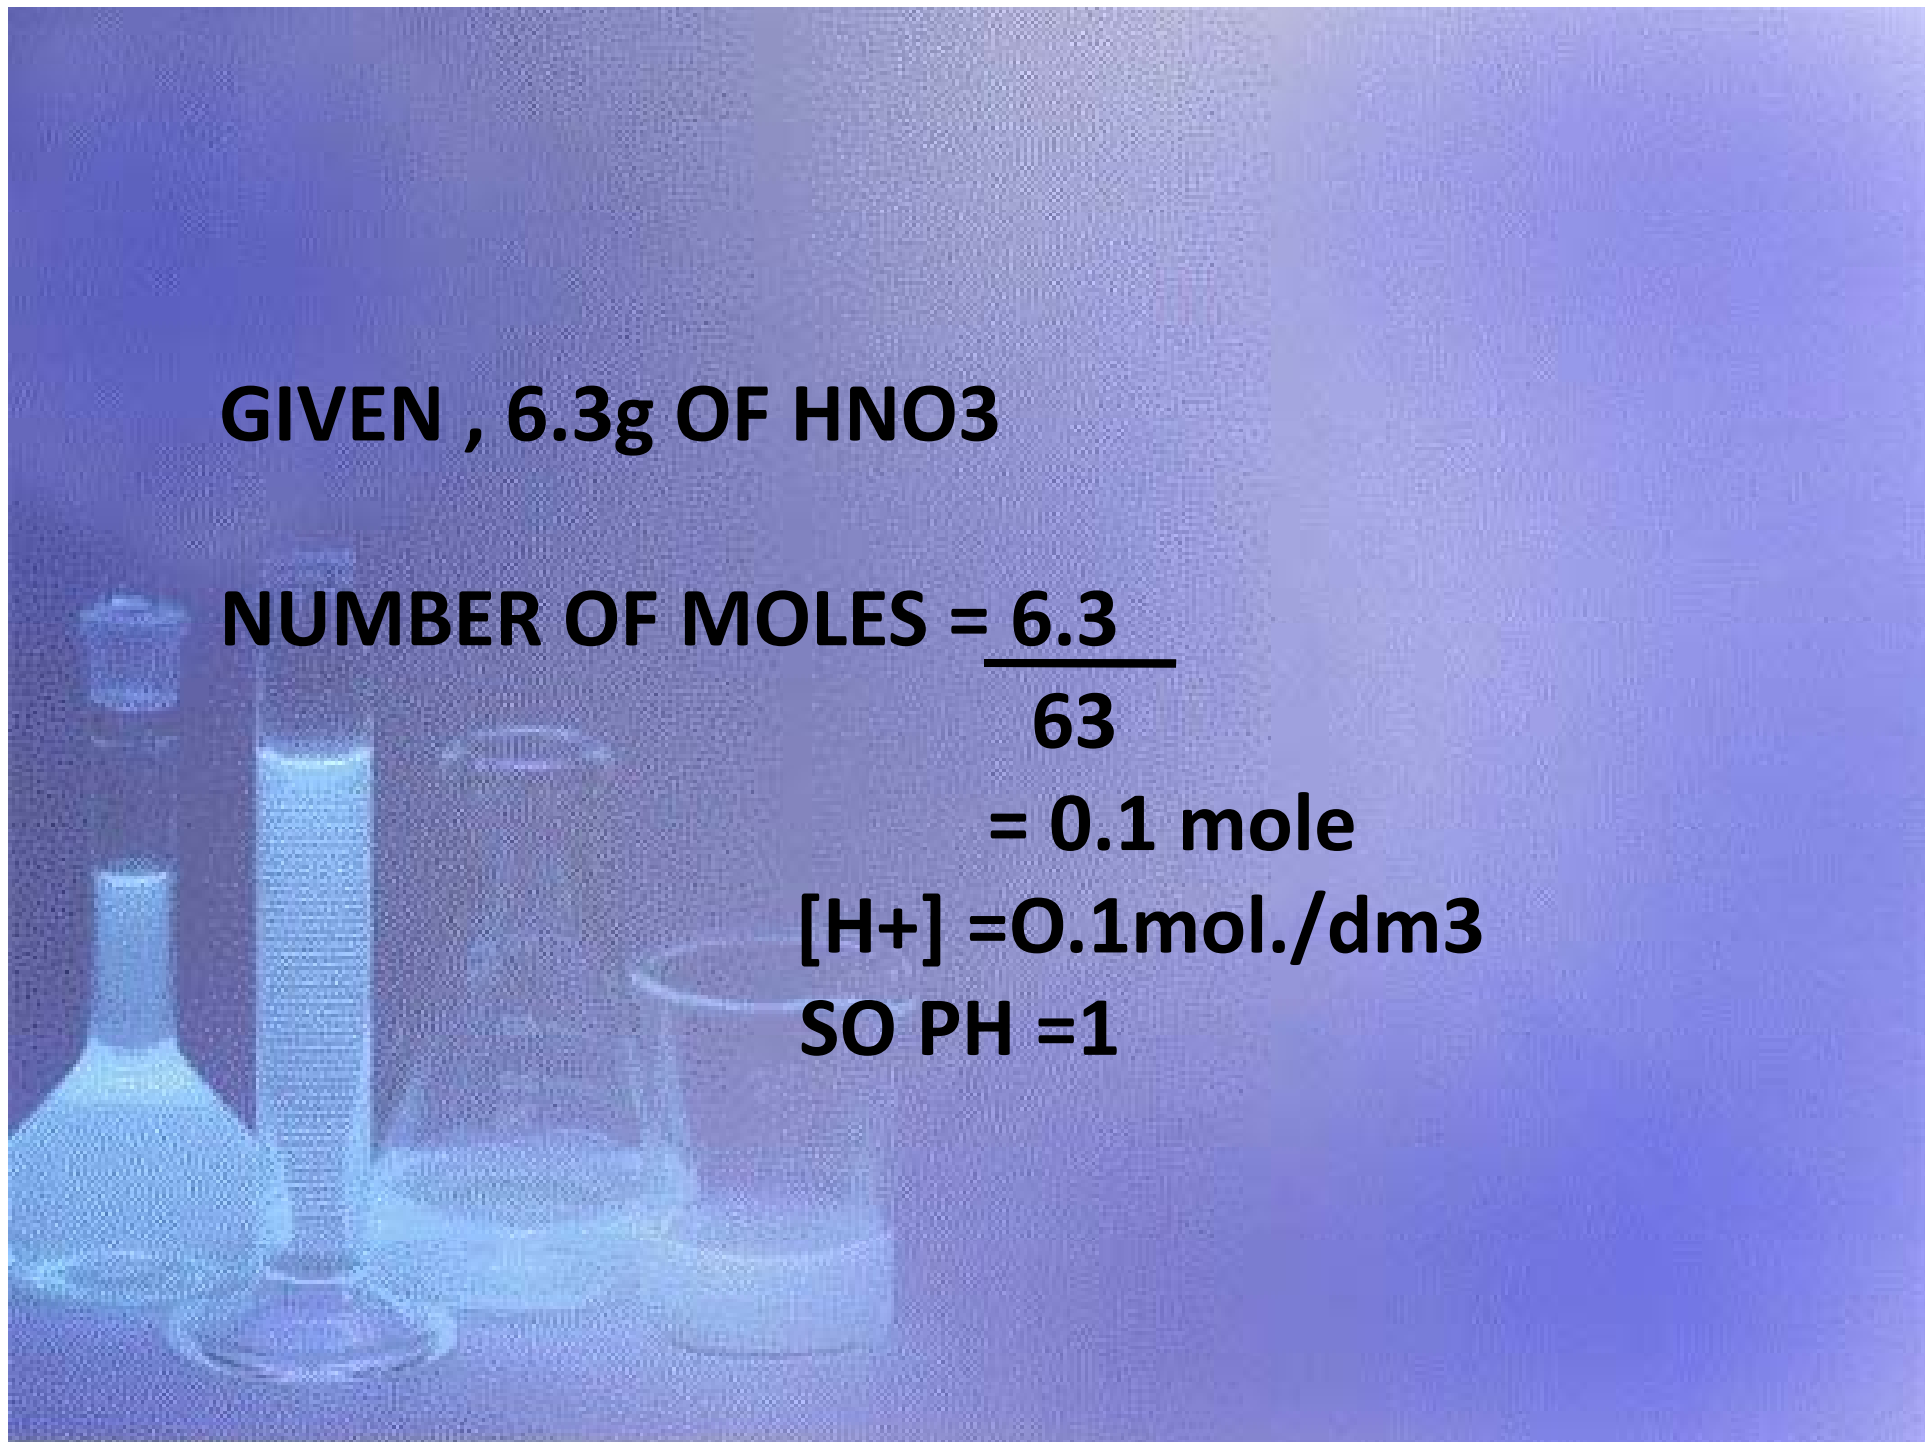 GIVEN , 6.3g OF HNO3
NUMBER OF MOLES = 6.3
63
= 0.1 mole
[H+] =O.1mol./dm3
SO PH =1